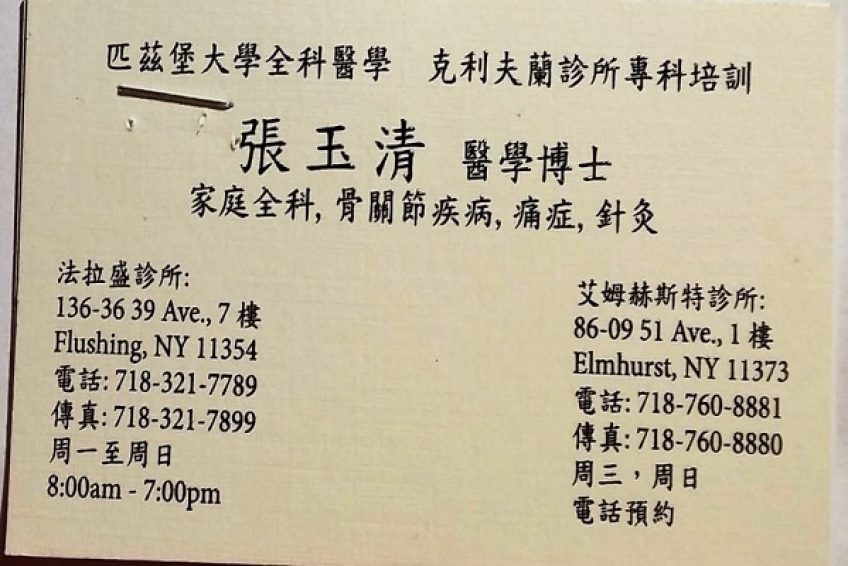 匹茲堡大學全科醫學 克利夫蘭診所專科培訓
張玉清 醫學博士
家庭全科, 骨關節疾病, 痛症, 針灸
法拉盛診所:
136-36 39 Ave., 7 樓
Flushing, NY 11354
電話: 718-321-7789
傳真: 718-321-7899
周一至周日
8:00am - 7:00pm
艾姆赫斯特診所:
86-09 51 Ave., 1 樓
Elmhurst, NY 11373
電話: 718-760-8881
傳真: 718-760-8880
周三，周日
電話預約